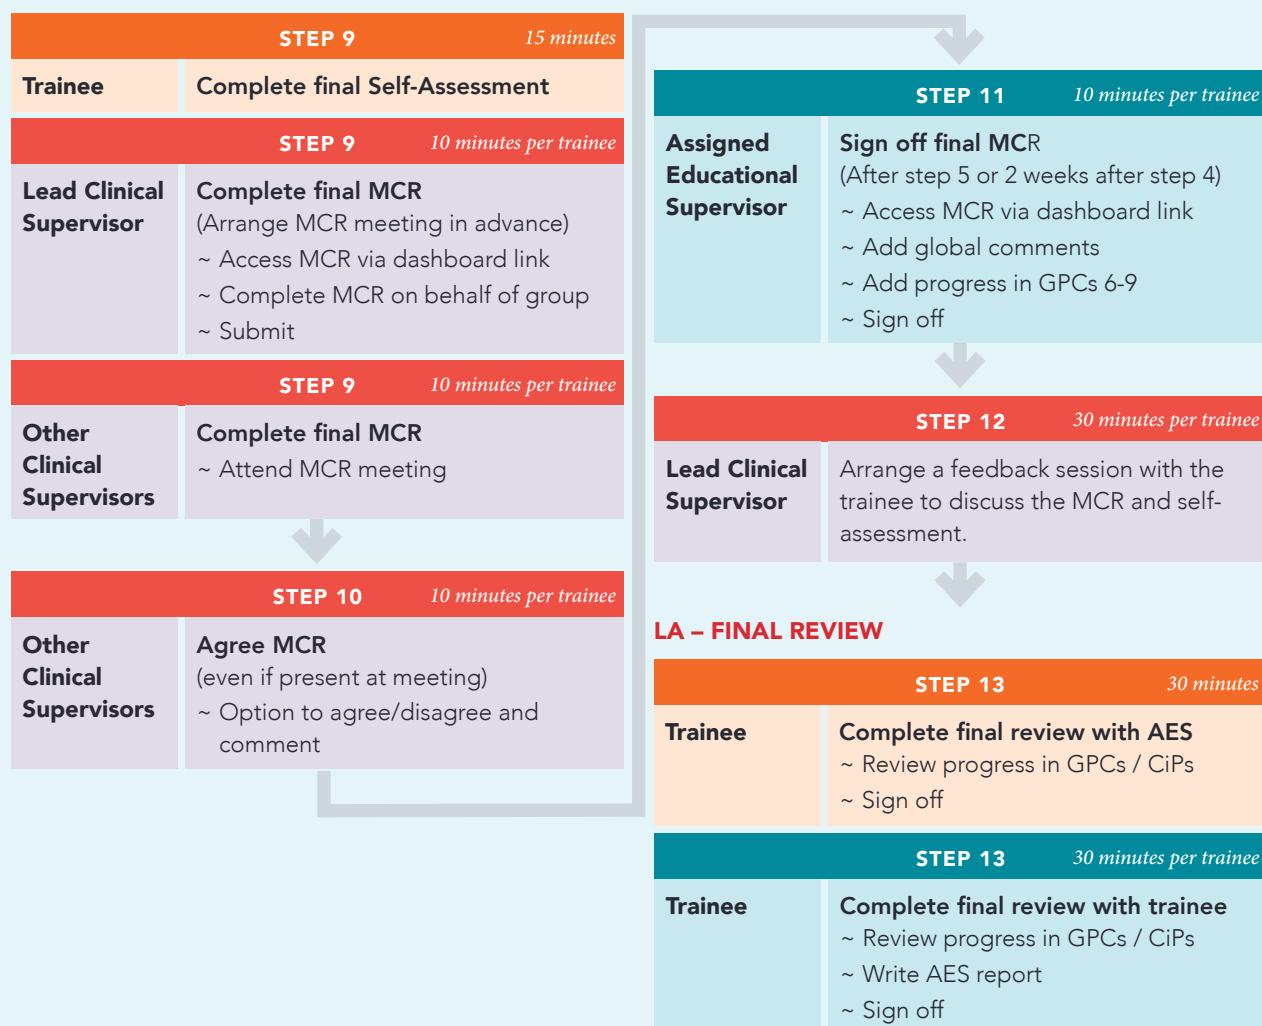 STEP 9 15 minutes
Trainee Complete final Self-Assessment
STEP 9 10 minutes per trainee
Lead Clinical
Supervisor
Complete final MCR
(Arrange MCR meeting in advance)
~ Access MCR via dashboard link
~ Complete MCR on behalf of group
~ Submit
STEP 9 10 minutes per trainee
Other
Clinical
Supervisors
Complete final MCR
~ Attend MCR meeting
STEP 10 10 minutes per trainee
Other
Clinical
Supervisors
Agree MCR
(even if present at meeting)
~ Option to agree/disagree and
comment
STEP 11 10 minutes per trainee
Assigned
Educational
Supervisor
Sign off final MCR
(After step 5 or 2 weeks after step 4)
~ Access MCR via dashboard link
~ Add global comments
~ Add progress in GPCs 6-9
~ Sign off
STEP 12 30 minutes per trainee
Lead Clinical
Supervisor
Arrange a feedback session with the
trainee to discuss the MCR and self-
assessment.
LA – FINAL REVIEW
STEP 13 30 minutes
Trainee
Complete final review with AES
~ Review progress in GPCs / CiPs
~ Sign off
STEP 13 30 minutes per trainee
Trainee
Complete final review with trainee
~ Review progress in GPCs / CiPs
~ Write AES report
~ Sign off